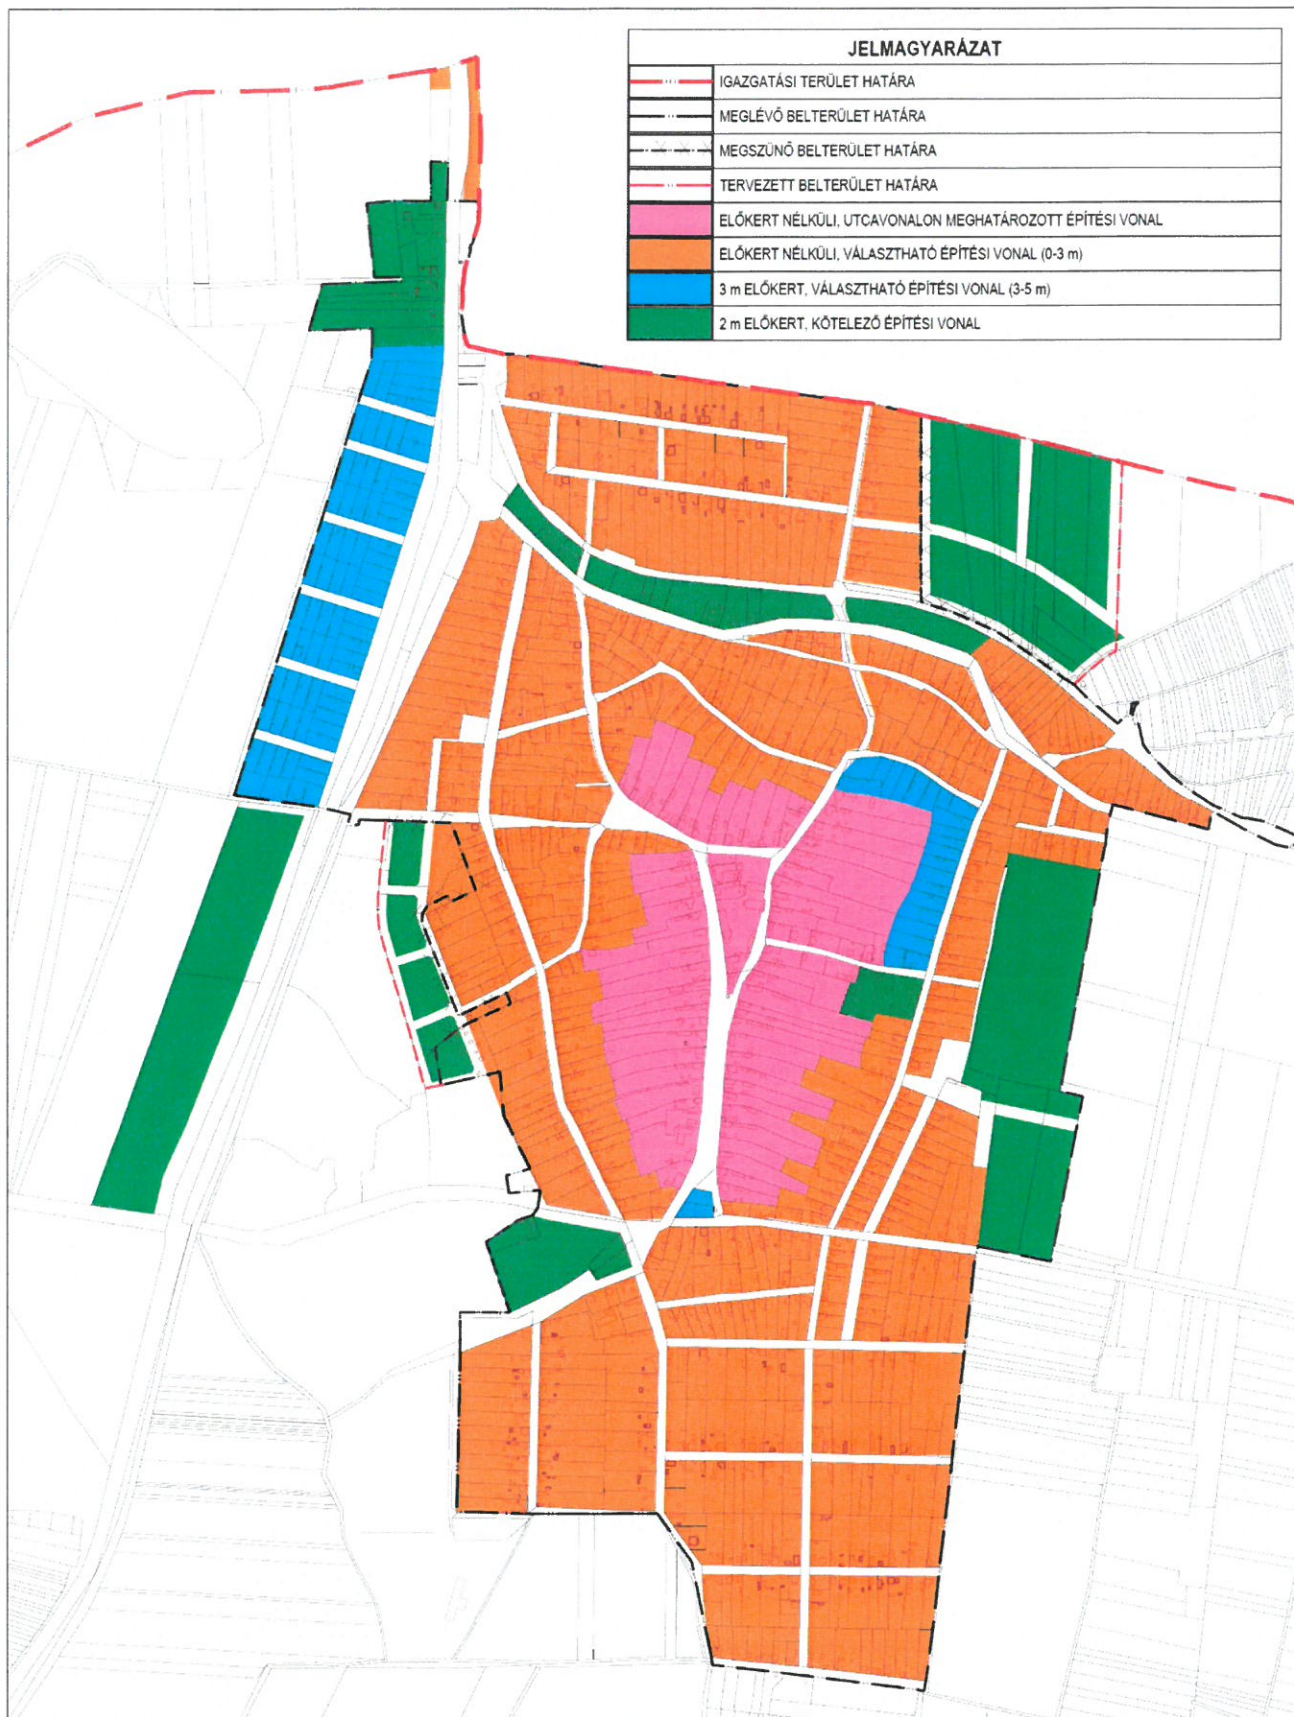 JELMAGYARÁZAT
IGAZGATÁSI TERÜLET HATÁRA
MEGLÉVŐ BELTERÜLET HATÁRA
MEGSZŰNŐ BELTERÜLET HATÁRA
TERVEZETT BELTERÜLET HATÁRA
ELŐKERT NÉLKÜLI, UTCAVONALON MEGHATÁROZOTT ÉPÍTÉSI VONAL
ELŐKERT NÉLKÜLI, VÁLASZTHATÓ ÉPÍTÉSI VONAL (0-3 m)
3 m ELŐKERT, VÁLASZTHATÓ ÉPÍTÉSI VONAL (3-5 m)
2 m ELŐKERT, KÖTELEZŐ ÉPÍTÉSI VONAL